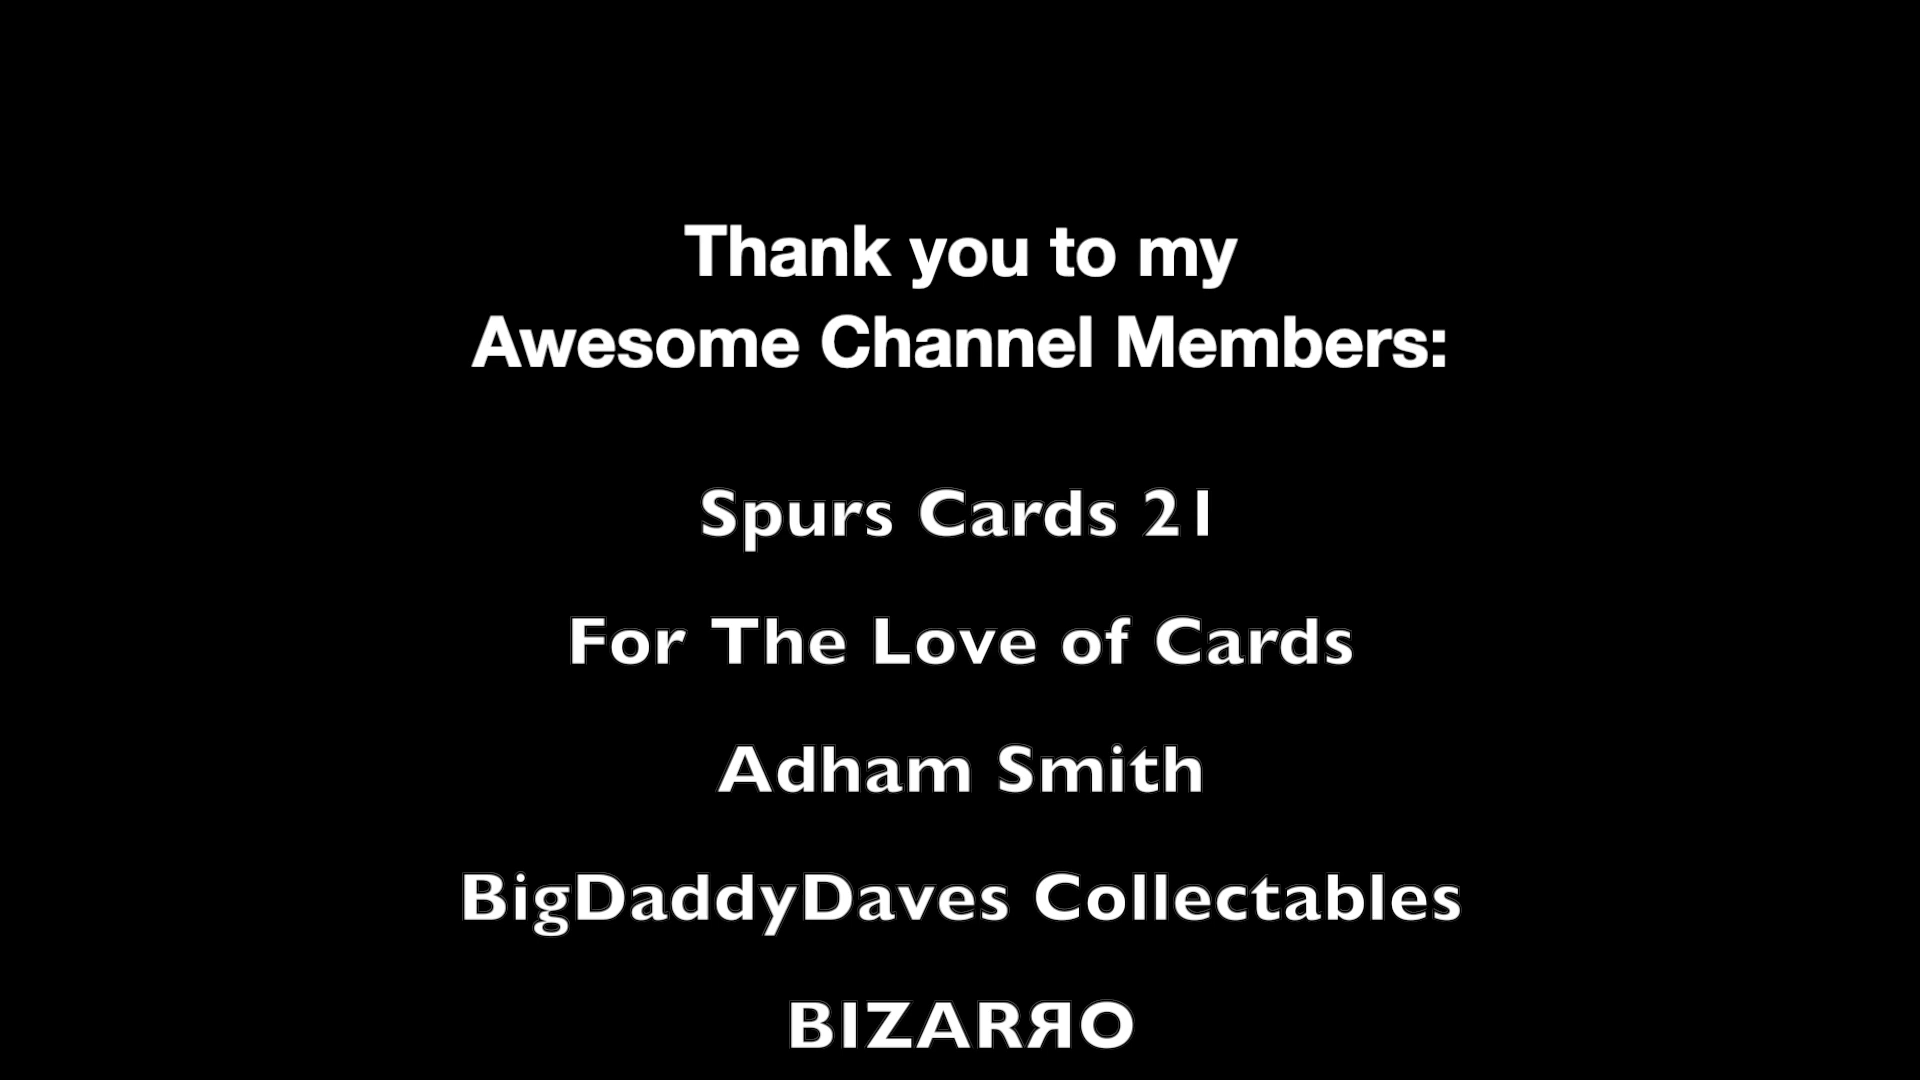 Thank you to my
Awesome Channel Members:
Spurs Cards 21
For The Love of Cards
Adham Smith
BigDaddyDaves Collectables
BIZARЯO